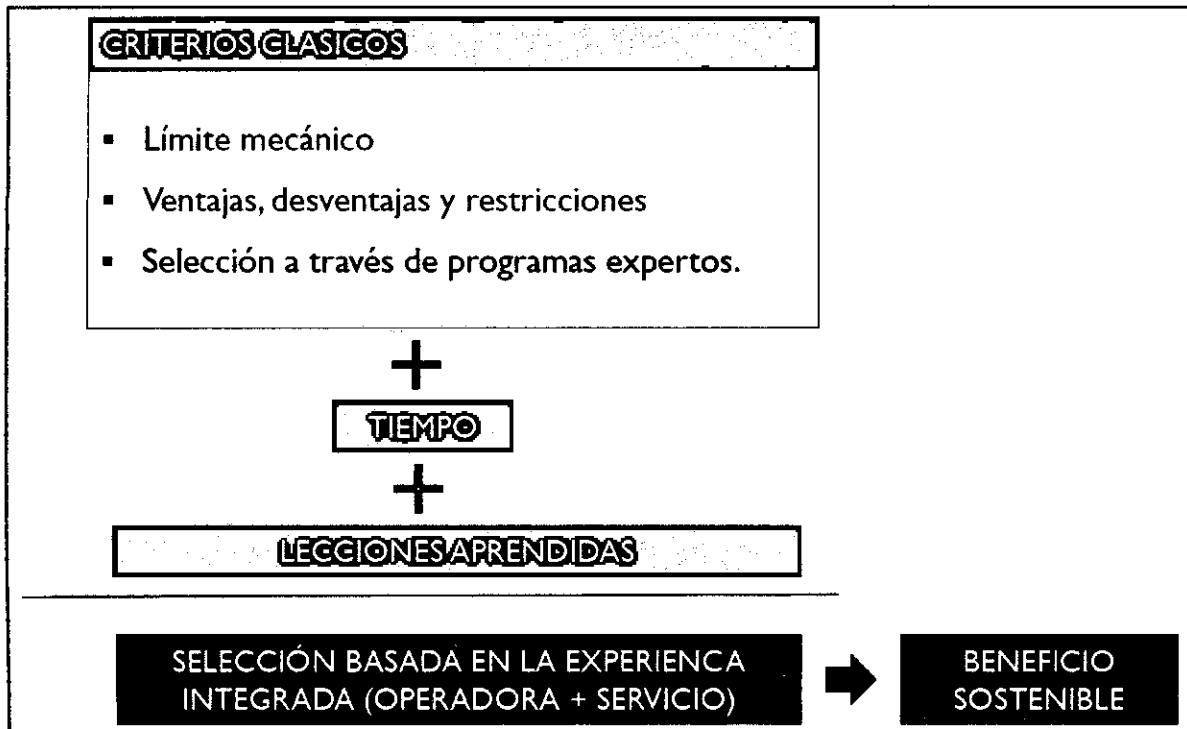 CRITERIOS CLASICOS
▪ Límite mecánico
▪ Ventajas, desventajas y restricciones
▪ Selección a través de programas expertos.
+
TIEMPO
+
LECCIONES APRENDIDAS
SELECCIÓN BASADA EN LA EXPERIENCA
INTEGRADA (OPERADORA + SERVICIO)
BENEFICIO
SOSTENIBLE